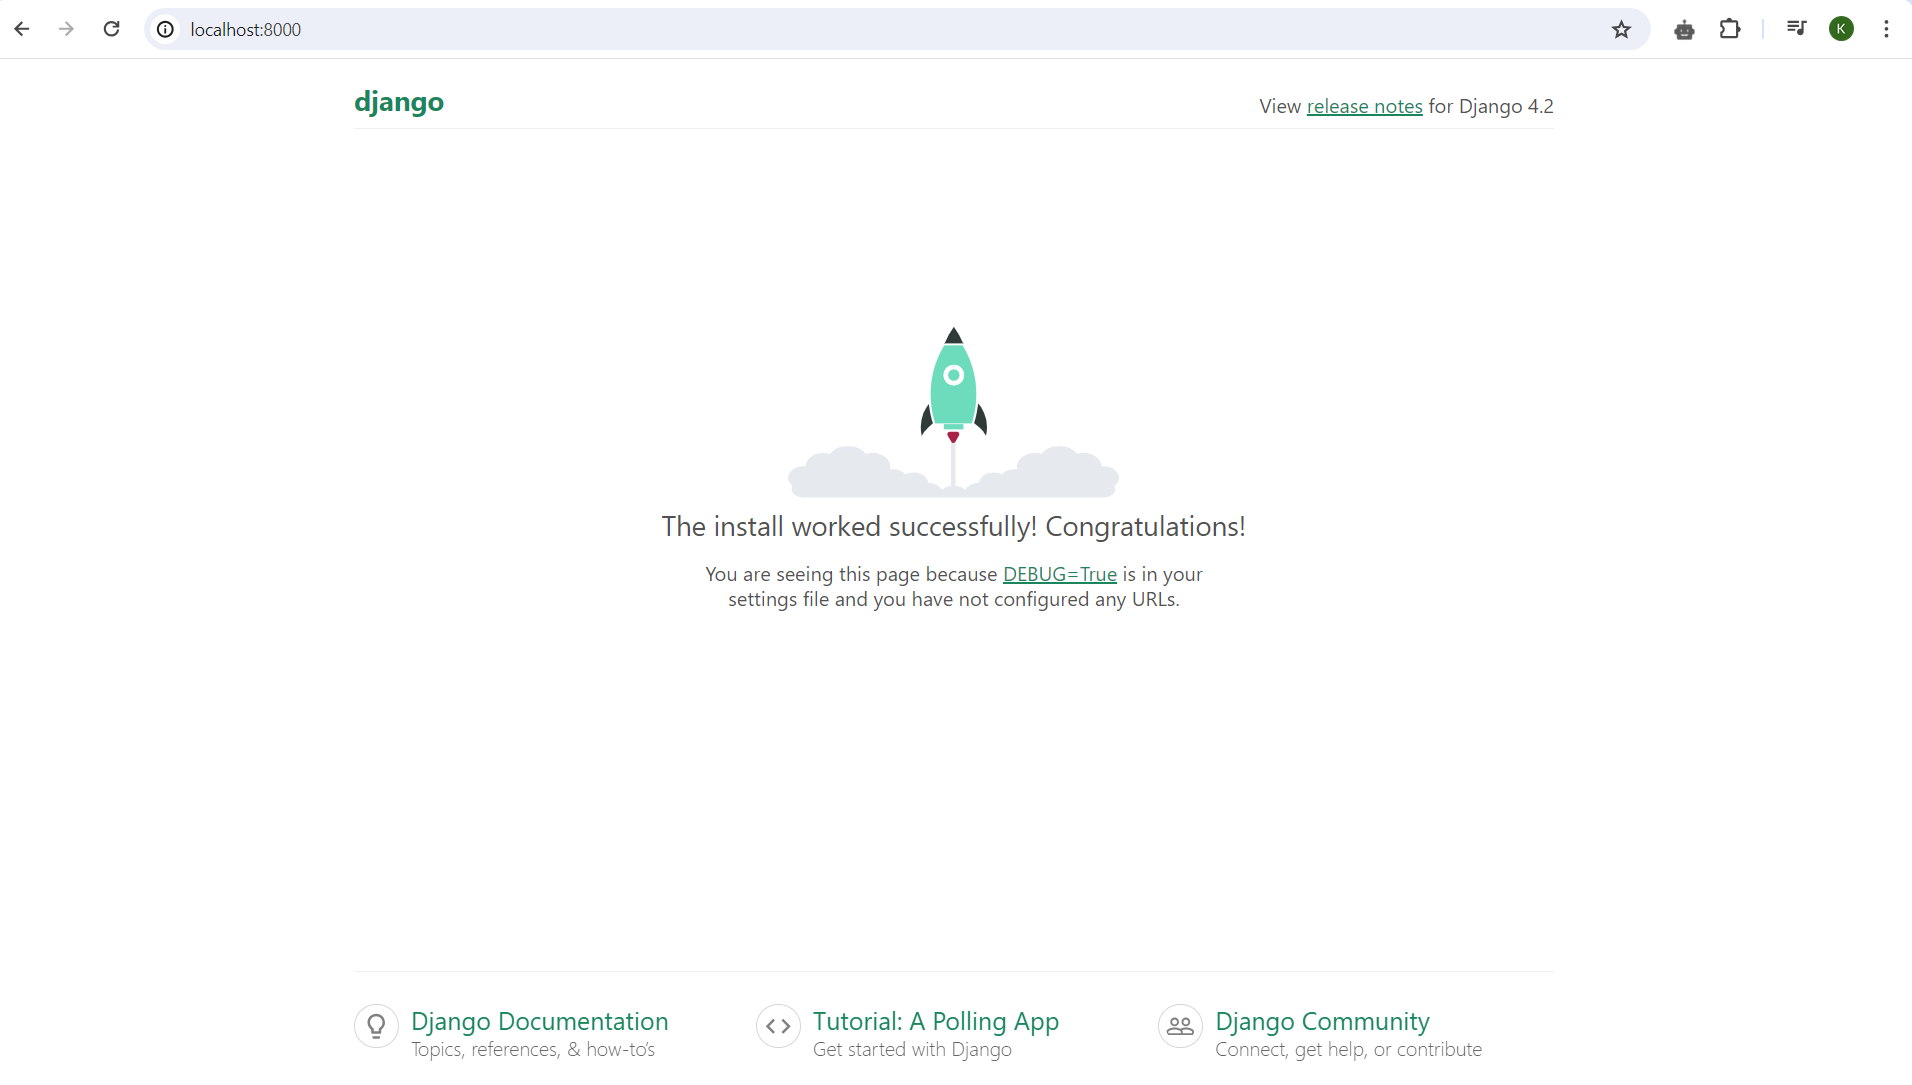 localhost:8000
K
django
View release notes for Django 4.2
The install worked successfully! Congratulations!
You are seeing this page because DEBUG=True is in your
settings file and you have not configured any URLs.
Django Documentation
Topics, references, & how-to’s
Tutorial: A Polling App
Get started with Django
Django Community
Connect, get help, or contribute